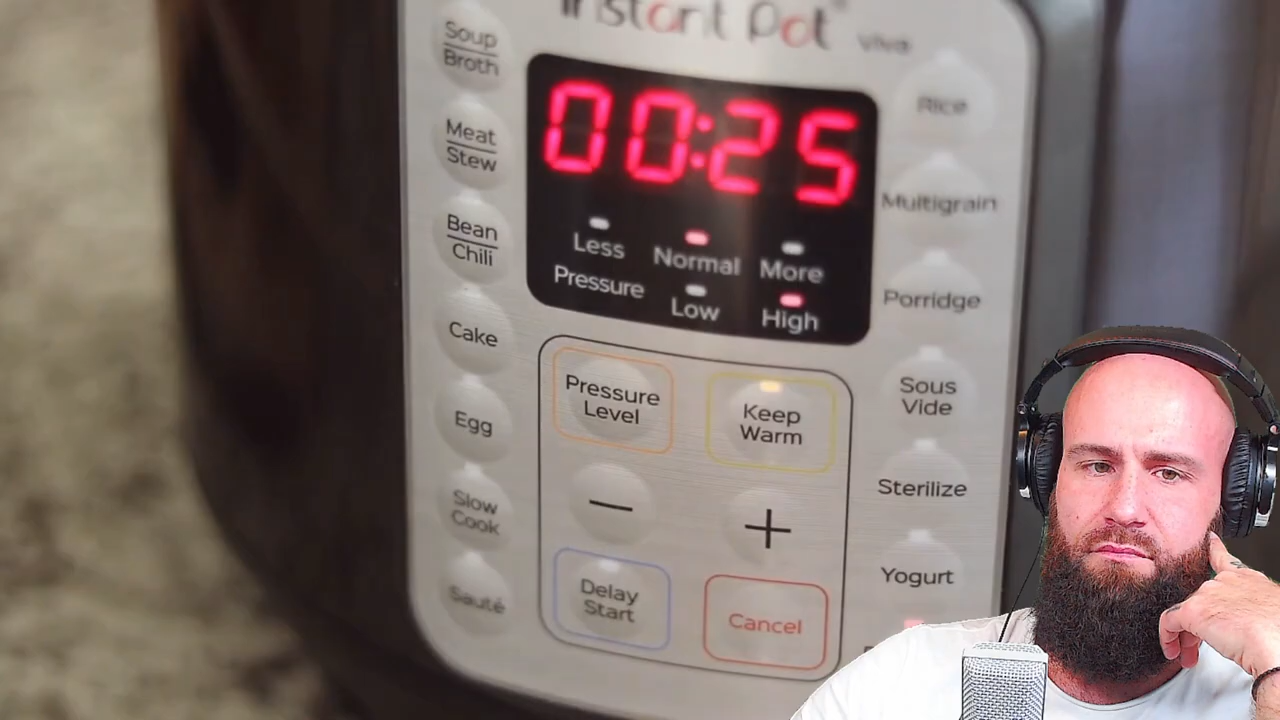 Instant Pot® Viva
Soup
Broth
Meat
Stew
Bean
Chili
Cake
Egg
Slow
Cook
Sauté
00:25
Less Normal More
Pressure Low High
Pressure
Level
Keep
Warm
−
+
Delay
Start
Cancel
Rice
Multigrain
Porridge
Sous
Vide
Sterilize
Yogurt